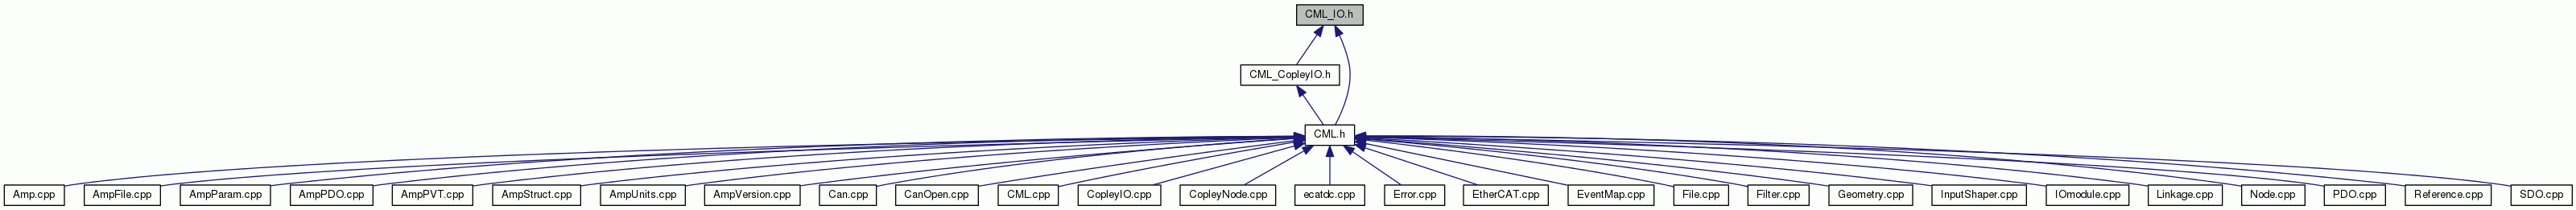 CML_IO.h
CML_CopleyIO.h
CML.h
Amp.cpp
AmpFile.cpp
AmpParam.cpp
AmpPDO.cpp
AmpPVT.cpp
AmpStruct.cpp
AmpUnits.cpp
AmpVersion.cpp
Can.cpp
CanOpen.cpp
CML.cpp
CopleyIO.cpp
CopleyNode.cpp
ecatdc.cpp
Error.cpp
EtherCAT.cpp
EventMap.cpp
File.cpp
Filter.cpp
Geometry.cpp
InputShaper.cpp
IOmodule.cpp
Linkage.cpp
Node.cpp
PDO.cpp
Reference.cpp
SDO.cpp